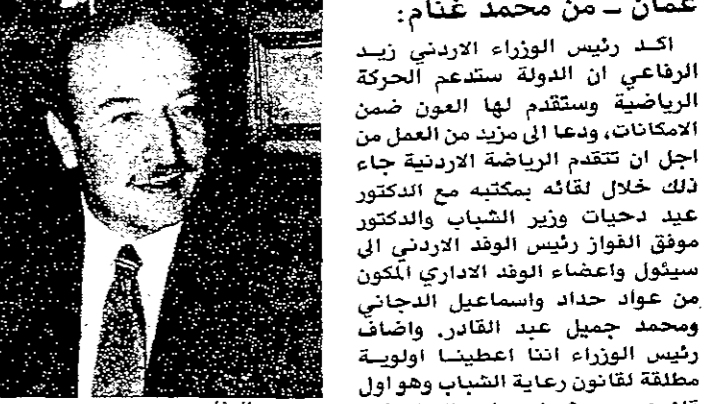 عمان ــ من محمد غنام:
اكد رئيس الوزراء الاردني زيد
الرفاعي ان الدولة ستدعم الحركة
الرياضية وستقدم لها العون ضمن
الامكانات، ودعا الى مزيد من العمل من
اجل ان تتقدم الرياضة الاردنية جاء
ذلك خلال لقائه بمكتبه مع الدكتور
عيد دحيات وزير الشباب والدكتور
موفق الفواز رئيس الوفد الاردني الى
سيئول واعضاء الوفد الاداري المكون
من عواد حداد واسماعيل الدجاني
ومحمد جميل عبد القادر. واضاف
رئيس الوزراء اننا اعطينا اولوية
مطلقة لقانون رعاية الشباب وهو اول